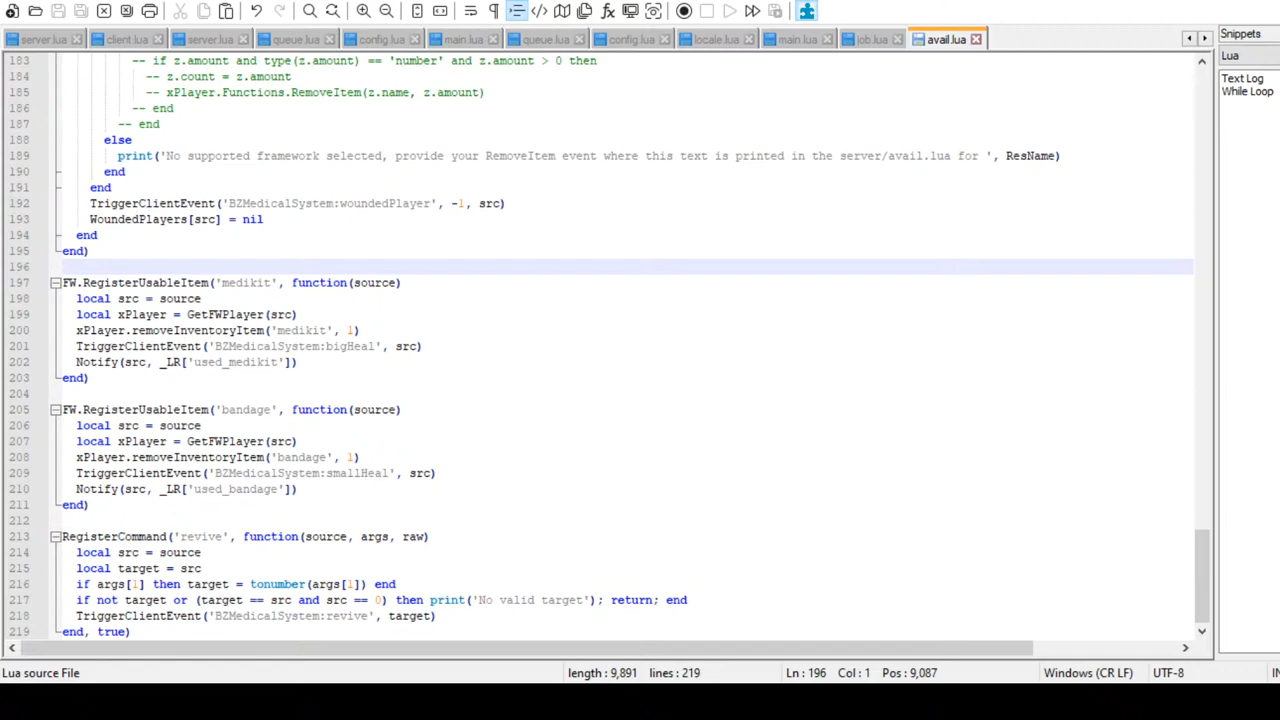 server.lua client.lua server.lua queue.lua config.lua main.lua queue.lua config.lua locale.lua main.lua job.lua avail.lua
Snippets
Lua
Text Log
While Loop
183 -- if z.amount and type(z.amount) == 'number' and z.amount > 0 then
184 -- z.count = z.amount
185 -- xPlayer.Functions.RemoveItem(z.name, z.amount)
186 -- end
187 -- end
188 else
189 print('No supported framework selected, provide your RemoveItem event where this text is printed in the server/avail.lua for ', ResName)
190 end
191 end
192 TriggerClientEvent('BZMedicalSystem:woundedPlayer', -1, src)
193 WoundedPlayers[src] = nil
194 end
195 end)
196
197 FW.RegisterUsableItem('medikit', function(source)
198 local src = source
199 local xPlayer = GetFWPlayer(src)
200 xPlayer.removeInventoryItem('medikit', 1)
201 TriggerClientEvent('BZMedicalSystem:bigHeal', src)
202 Notify(src, _LR['used_medikit'])
203 end)
204
205 FW.RegisterUsableItem('bandage', function(source)
206 local src = source
207 local xPlayer = GetFWPlayer(src)
208 xPlayer.removeInventoryItem('bandage', 1)
209 TriggerClientEvent('BZMedicalSystem:smallHeal', src)
210 Notify(src, _LR['used_bandage'])
211 end)
212
213 RegisterCommand('revive', function(source, args, raw)
214 local src = source
215 local target = src
216 if args[1] then target = tonumber(args[1]) end
217 if not target or (target == src and src == 0) then print('No valid target'); return; end
218 TriggerClientEvent('BZMedicalSystem:revive', target)
219 end, true)
Lua source File length : 9,891 lines : 219 Ln : 196 Col : 1 Pos : 9,087 Windows (CR LF) UTF-8 IN